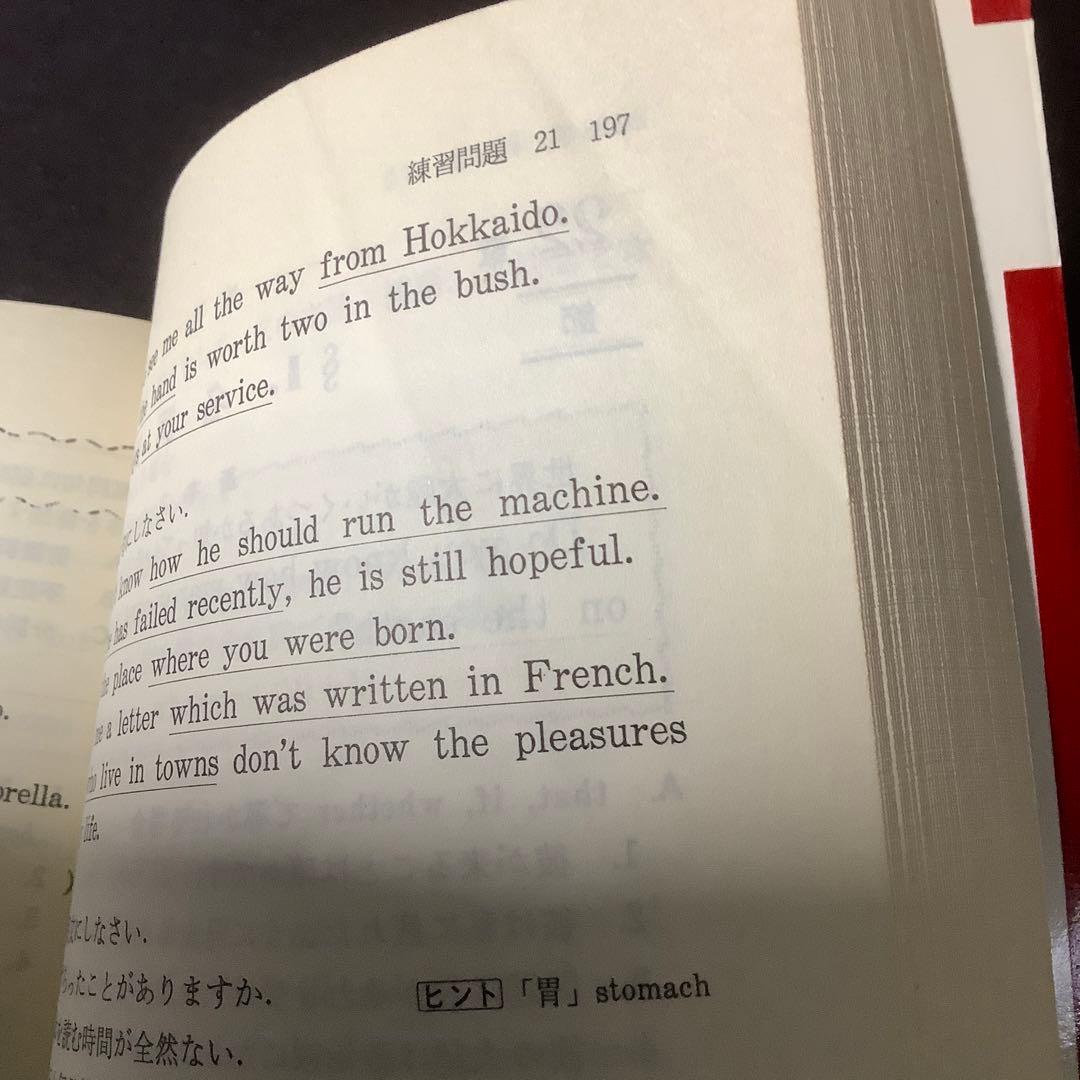 練習問題 21 197
see me all the way from Hokkaido.
hand is worth two in the bush.
at your service.
にしなさい.
know how he should run the machine.
has failed recently, he is still hopeful.
place where you were born.
a letter which was written in French.
live in towns don't know the pleasures
life.
にしなさい.
ったことがありますか.
ヒント「胃」stomach
を読む時間が全然ない.